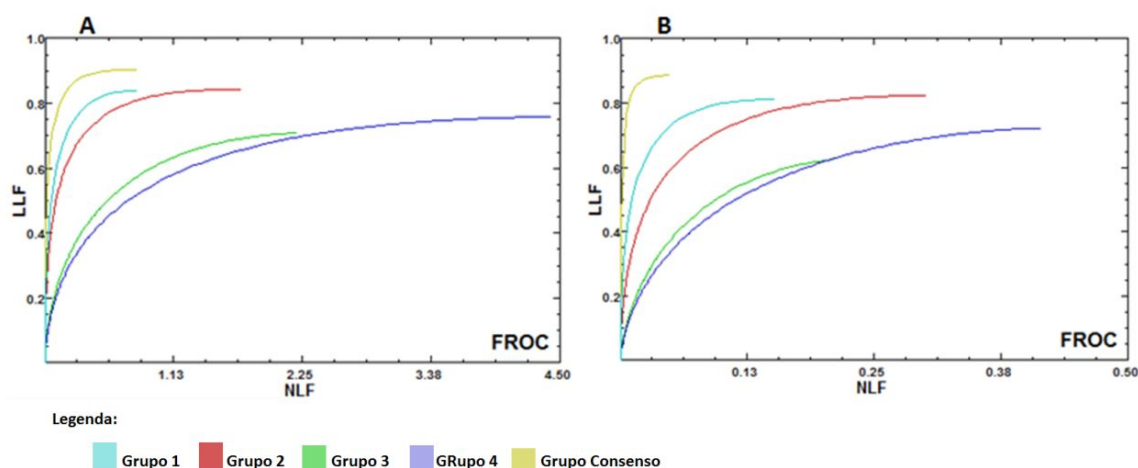 A
1.0
0.8
0.6
0.4
0.2
LLF
FROC
1.13
2.25
3.38
4.50
NLF
B
1.0
0.8
0.6
0.4
0.2
LLF
FROC
0.13
0.25
0.38
0.50
NLF
Legenda:
Grupo 1 Grupo 2 Grupo 3 GRupo 4 Grupo Consenso